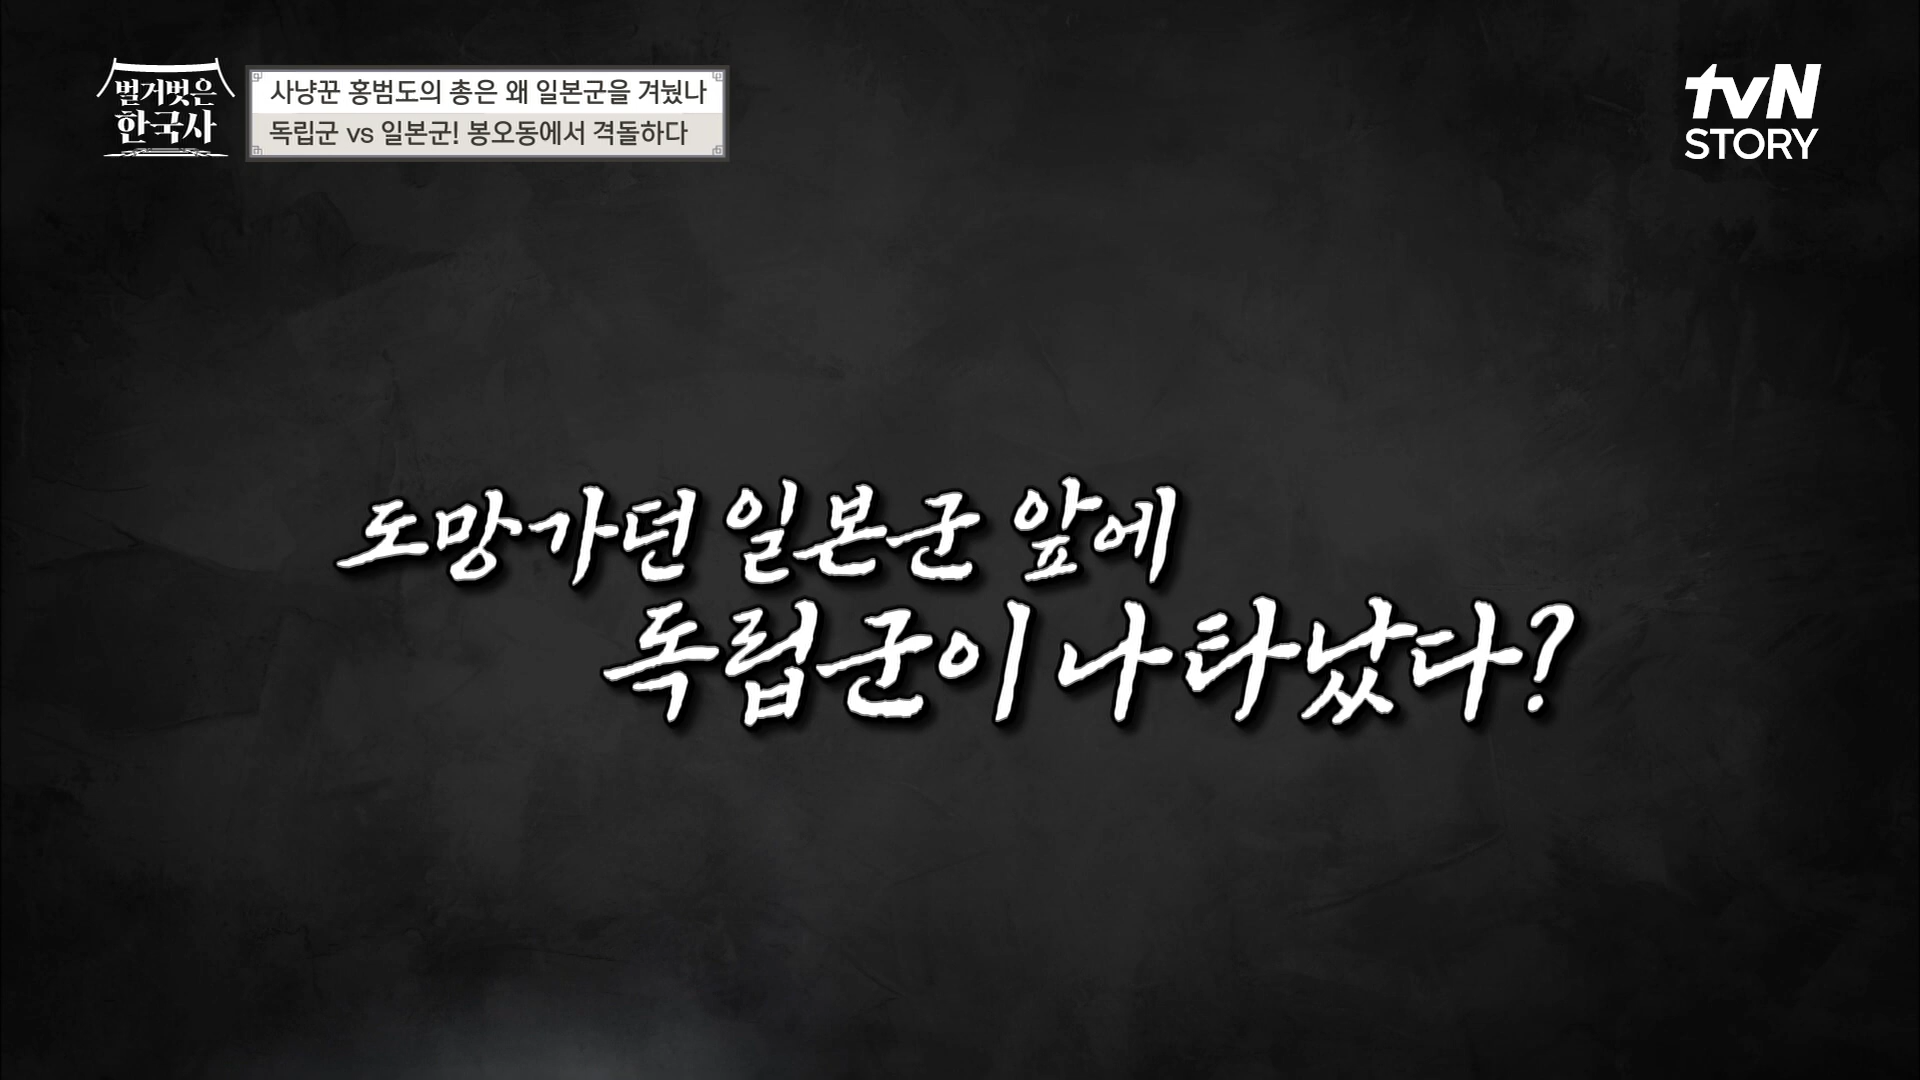 벌거벗은
한국사
사냥꾼 홍범도의 총은 왜 일본군을 겨눴나
독립군 vs 일본군! 봉오동에서 격돌하다
tvN
STORY
도망가던 일본군 앞에
독립군이 나타났다?